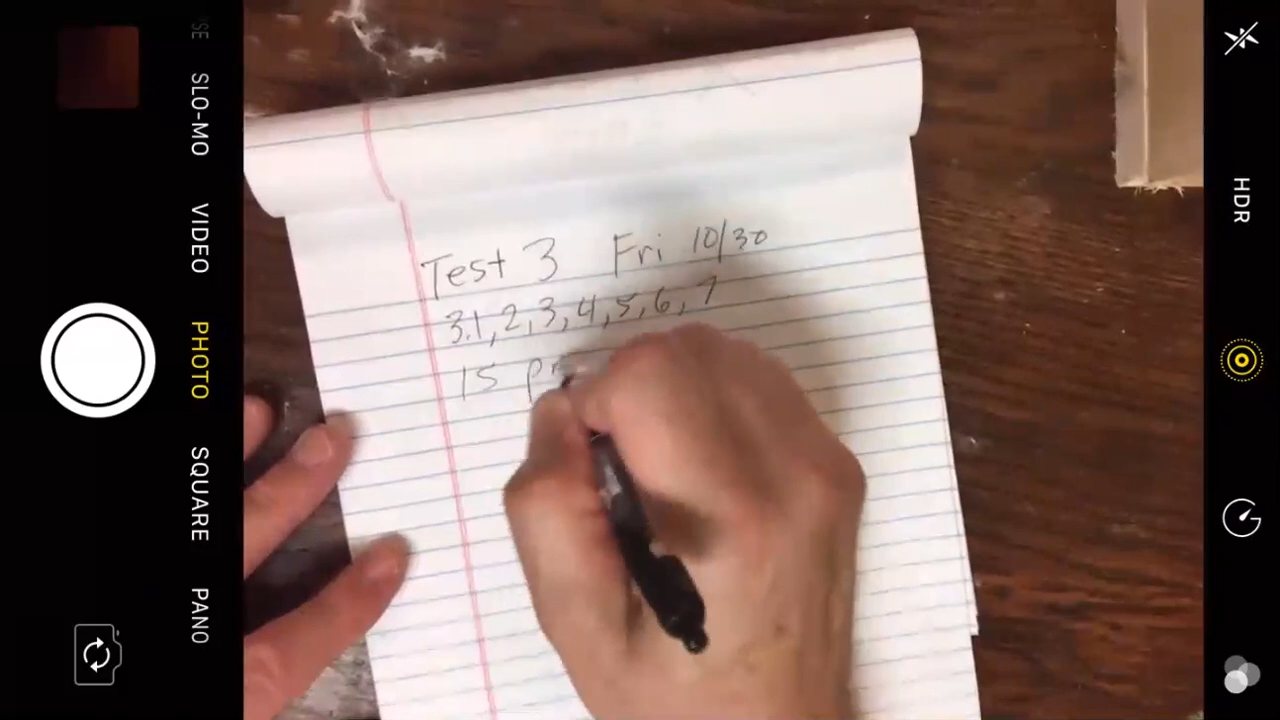 SLO-MO
VIDEO
PHOTO
SQUARE
PANO
HDR
Test 3 Fri 10/30
3.1, 2, 3, 4, 5, 6, 7
15